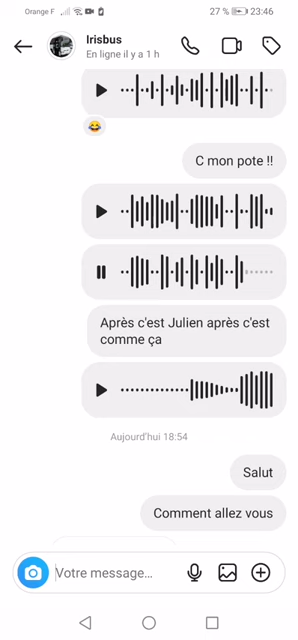 Orange F
27 %
23:46
Irisbus
En ligne il y a 1 h
C mon pote !!
Après c'est Julien après c'est
comme ça
Aujourd'hui 18:54
Salut
Comment allez vous
Votre message...